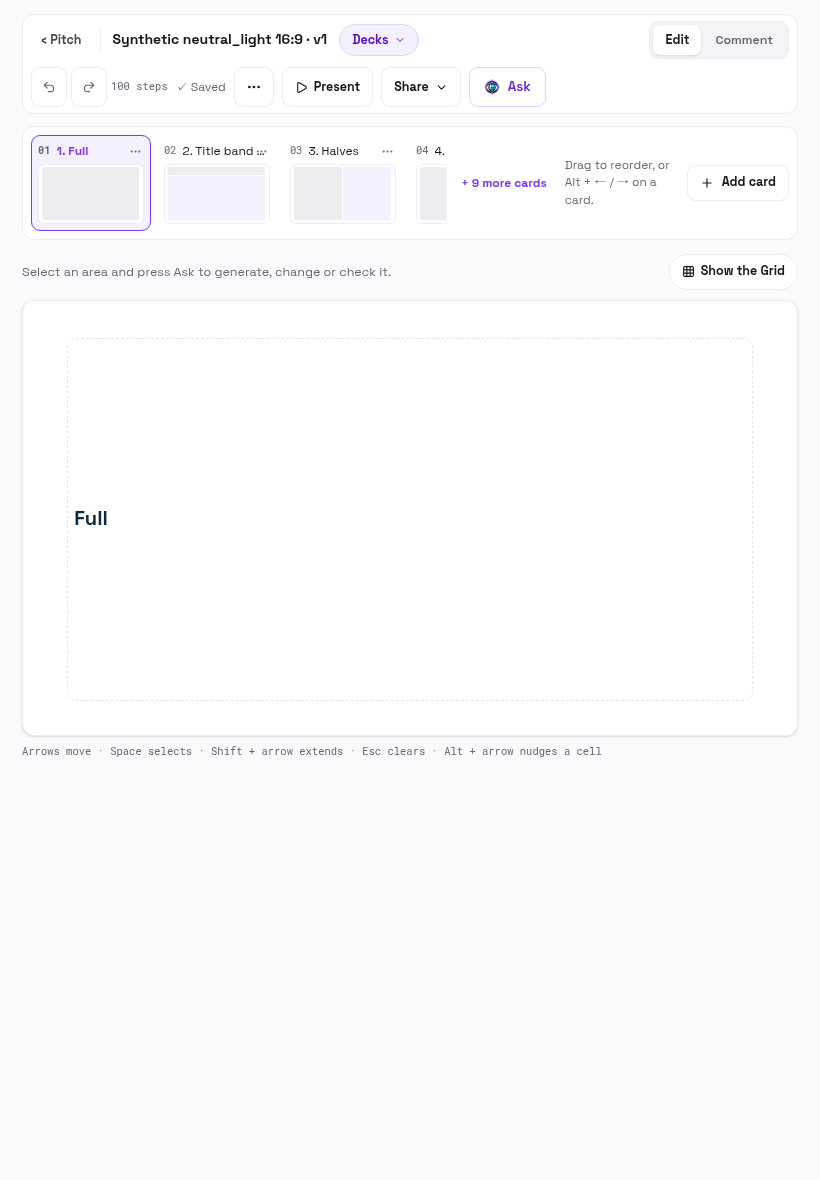 < Pitch
Synthetic neutral_light 16:9 · v1
Decks
Edit
Comment
100 steps
✓ Saved
···
Present
Share
Ask
01 1. Full ···
02 2. Title band ...
03 3. Halves ···
04 4.
+ 9 more cards
Drag to reorder, or
Alt + ← / → on a
card.
+ Add card
Select an area and press Ask to generate, change or check it.
Show the Grid
Full
Arrows move · Space selects · Shift + arrow extends · Esc clears · Alt + arrow nudges a cell